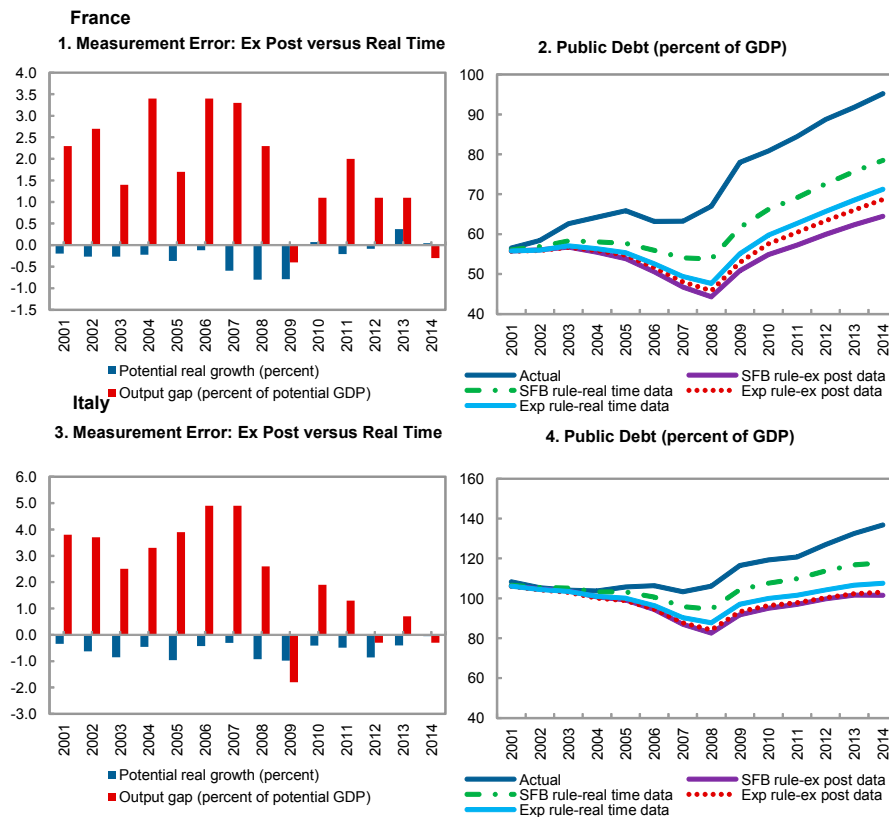 France
1. Measurement Error: Ex Post versus Real Time
4.0
3.5
3.0
2.5
2.0
1.5
1.0
0.5
0.0
-0.5
-1.0
-1.5
2001 2002 2003 2004 2005 2006 2007 2008 2009 2010 2011 2012 2013 2014
Potential real growth (percent)
Output gap (percent of potential GDP)
2. Public Debt (percent of GDP)
100
90
80
70
60
50
40
2001 2002 2003 2004 2005 2006 2007 2008 2009 2010 2011 2012 2013 2014
Actual SFB rule-ex post data
SFB rule-real time data Exp rule-ex post data
Exp rule-real time data
Italy
3. Measurement Error: Ex Post versus Real Time
6.0
5.0
4.0
3.0
2.0
1.0
0.0
-1.0
-2.0
-3.0
2001 2002 2003 2004 2005 2006 2007 2008 2009 2010 2011 2012 2013 2014
Potential real growth (percent)
Output gap (percent of potential GDP)
4. Public Debt (percent of GDP)
160
140
120
100
80
60
40
2001 2002 2003 2004 2005 2006 2007 2008 2009 2010 2011 2012 2013 2014
Actual SFB rule-ex post data
SFB rule-real time data Exp rule-ex post data
Exp rule-real time data